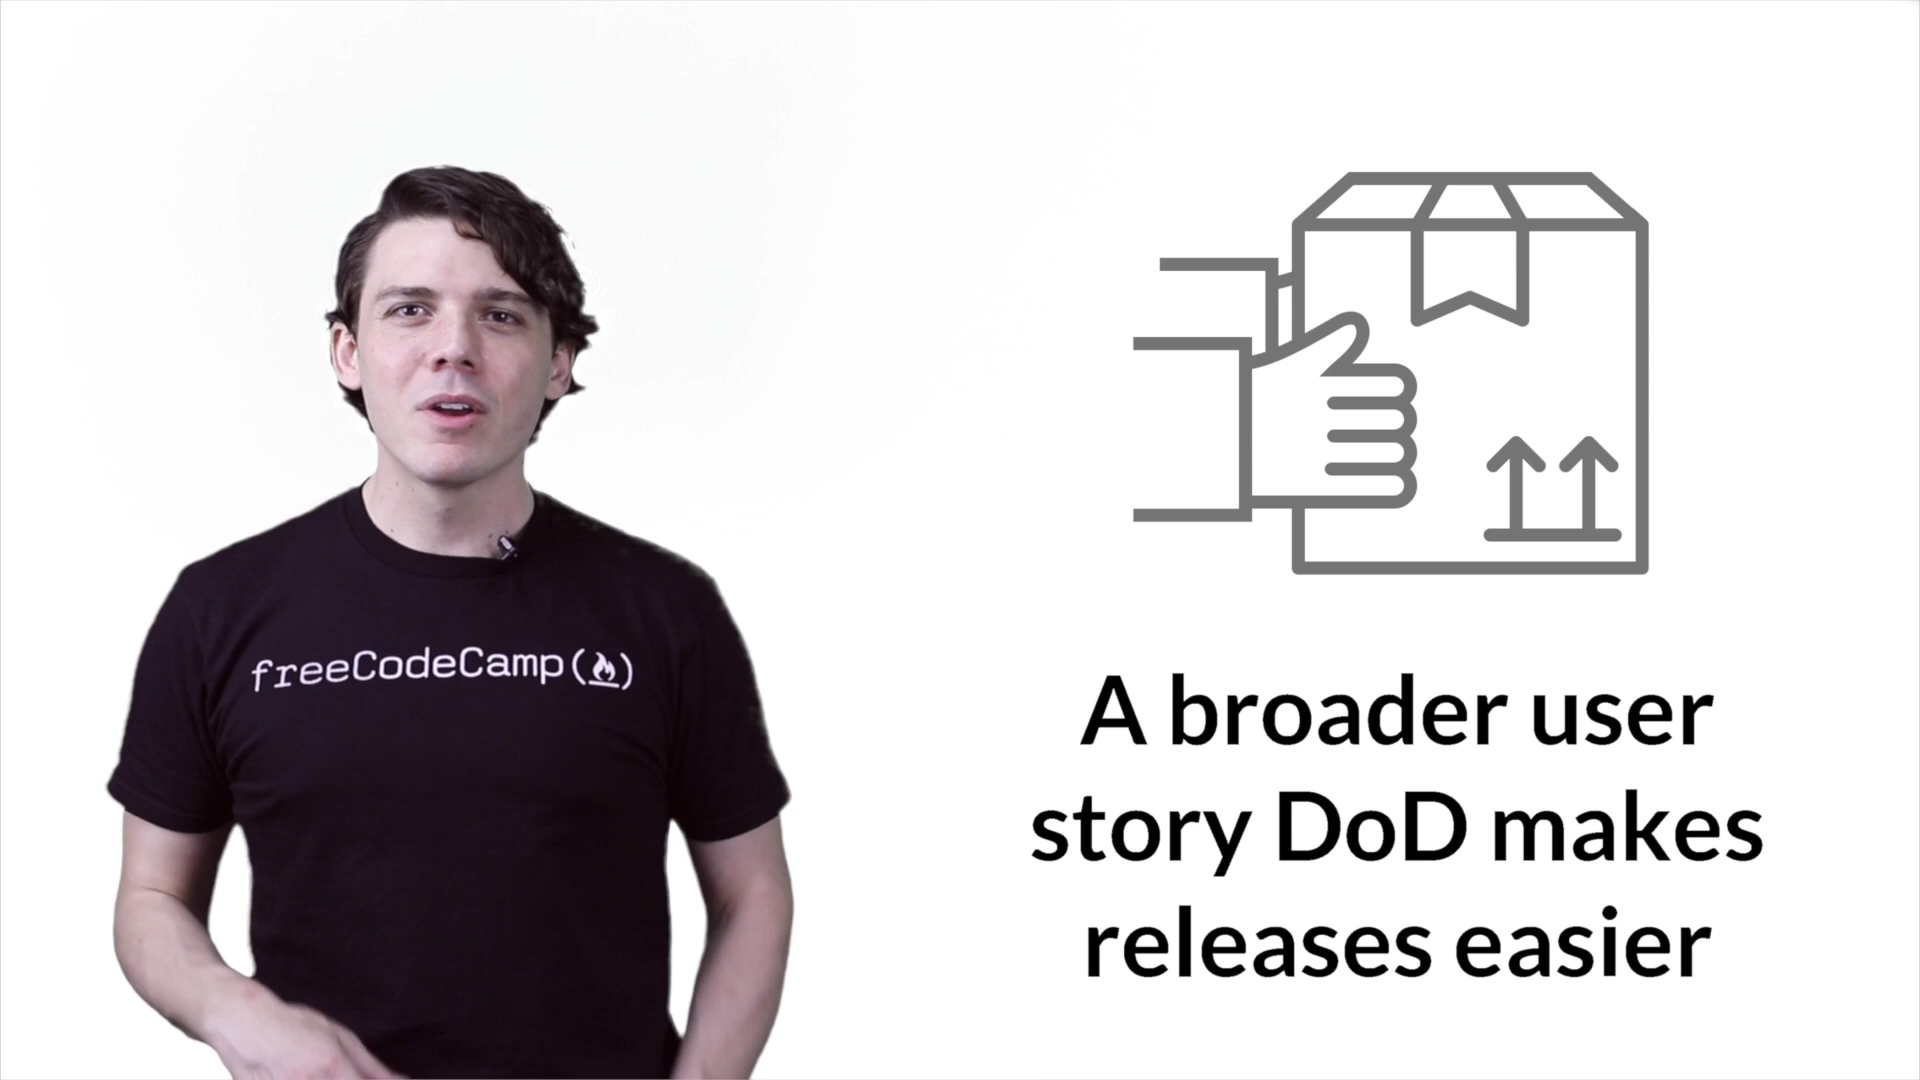 freeCodeCamp(🔥)
A broader user
story DoD makes
releases easier